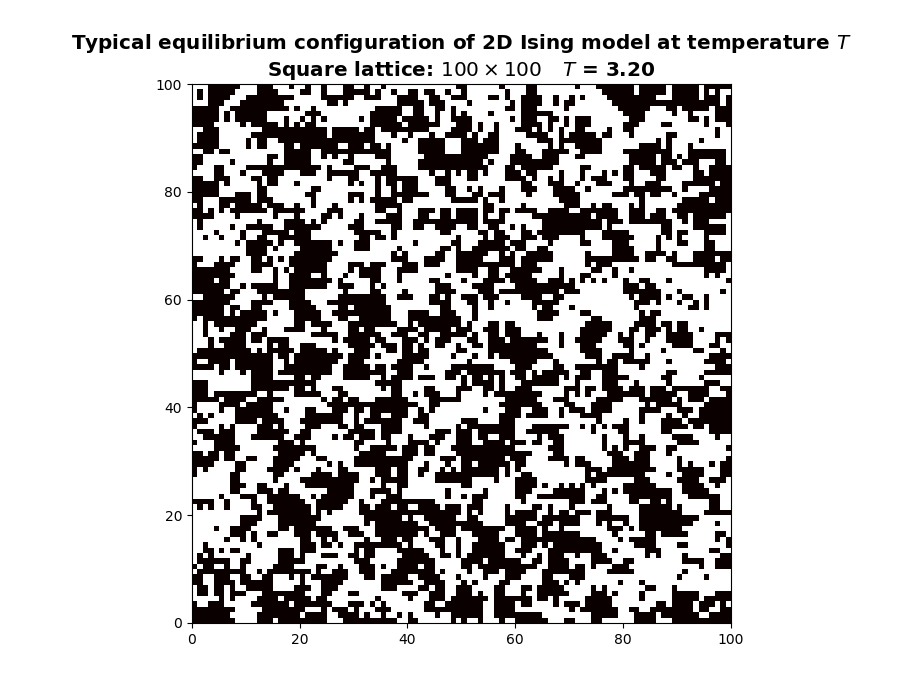 Typical equilibrium configuration of 2D Ising model at temperature T
Square lattice: 100 × 100 T = 3.20
100
80
60
40
20
0
0 20 40 60 80 100